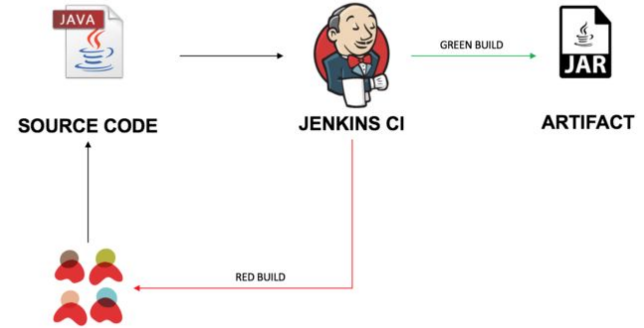 JAVA
GREEN BUILD
JAR
SOURCE CODE
JENKINS CI
ARTIFACT
RED BUILD